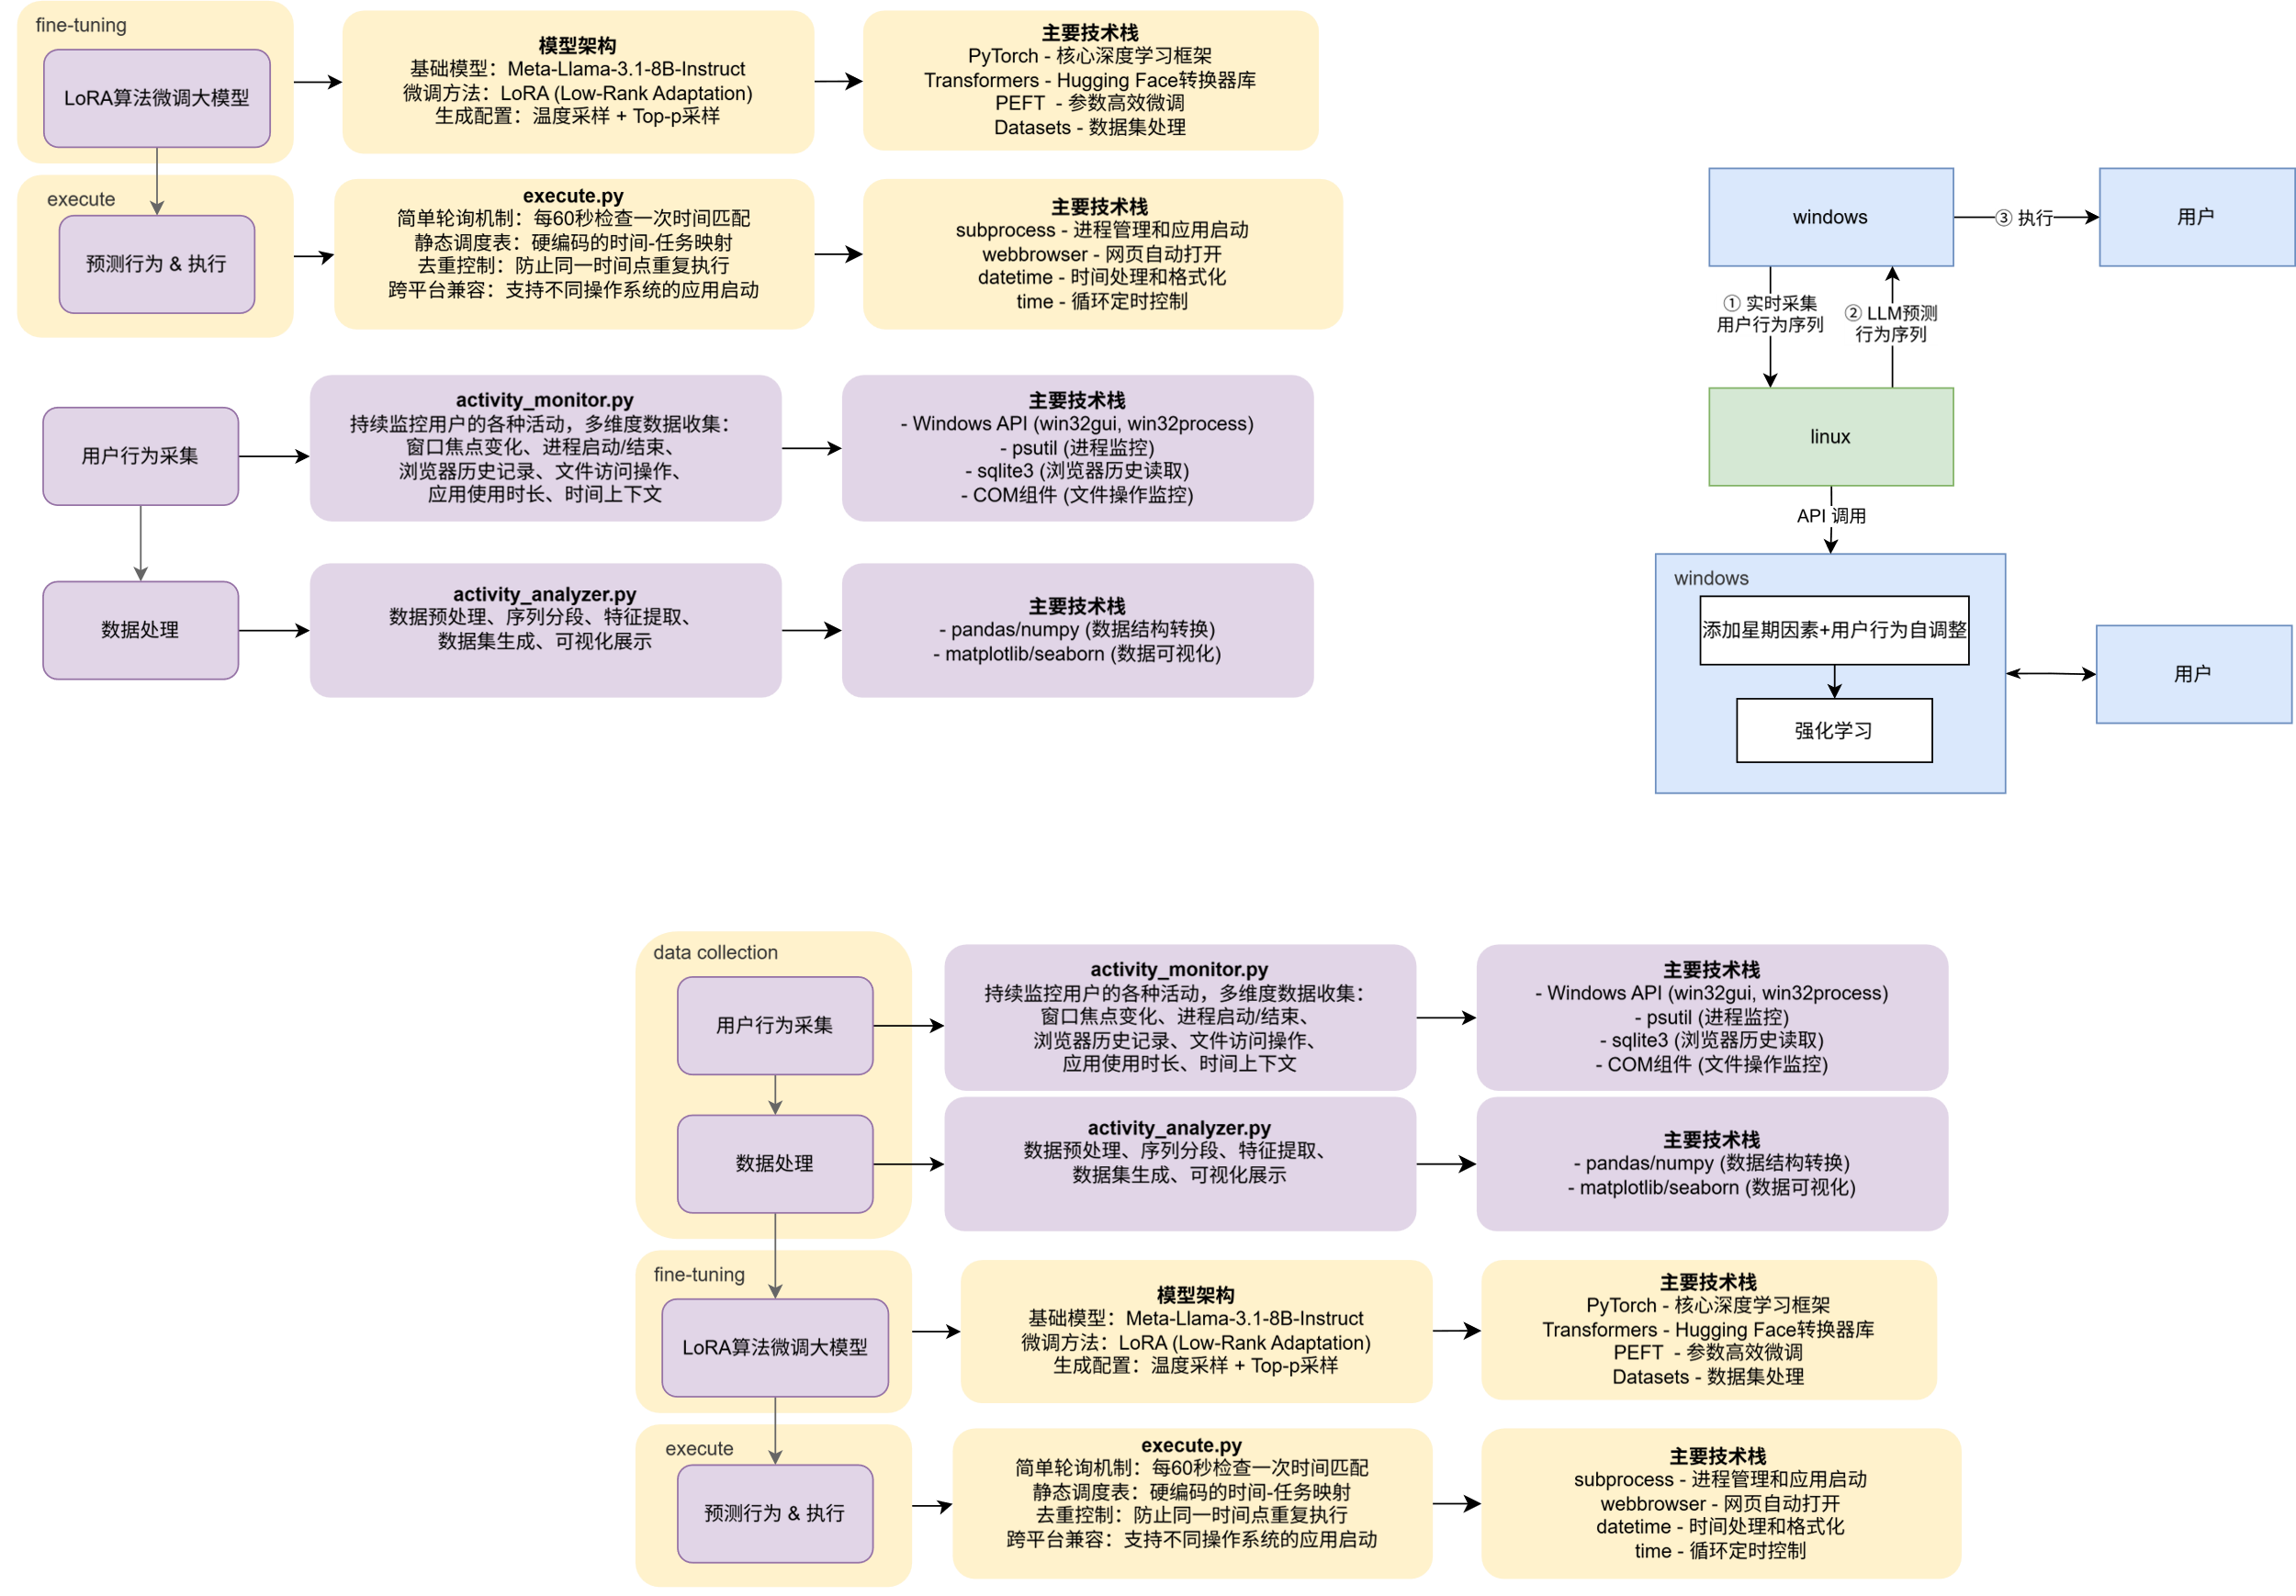 fine-tuning
LoRA算法微调大模型
模型架构
基础模型：Meta-Llama-3.1-8B-Instruct
微调方法：LoRA (Low-Rank Adaptation)
生成配置：温度采样 + Top-p采样
主要技术栈
PyTorch - 核心深度学习框架
Transformers - Hugging Face转换器库
PEFT  - 参数高效微调
Datasets - 数据集处理
execute
预测行为 & 执行
execute.py
简单轮询机制：每60秒检查一次时间匹配
静态调度表：硬编码的时间-任务映射
去重控制：防止同一时间点重复执行
跨平台兼容：支持不同操作系统的应用启动
主要技术栈
subprocess - 进程管理和应用启动
webbrowser - 网页自动打开
datetime - 时间处理和格式化
time - 循环定时控制
用户行为采集
activity_monitor.py
持续监控用户的各种活动，多维度数据收集：
窗口焦点变化、进程启动/结束、
浏览器历史记录、文件访问操作、
应用使用时长、时间上下文
主要技术栈
- Windows API (win32gui, win32process)
- psutil (进程监控)
- sqlite3 (浏览器历史读取)
- COM组件 (文件操作监控)
数据处理
activity_analyzer.py
数据预处理、序列分段、特征提取、
数据集生成、可视化展示
主要技术栈
- pandas/numpy (数据结构转换)
- matplotlib/seaborn (数据可视化)
windows
③ 执行
用户
① 实时采集
用户行为序列
② LLM预测
行为序列
linux
API 调用
windows
添加星期因素+用户行为自调整
强化学习
用户
data collection
用户行为采集
activity_monitor.py
持续监控用户的各种活动，多维度数据收集：
窗口焦点变化、进程启动/结束、
浏览器历史记录、文件访问操作、
应用使用时长、时间上下文
主要技术栈
- Windows API (win32gui, win32process)
- psutil (进程监控)
- sqlite3 (浏览器历史读取)
- COM组件 (文件操作监控)
数据处理
activity_analyzer.py
数据预处理、序列分段、特征提取、
数据集生成、可视化展示
主要技术栈
- pandas/numpy (数据结构转换)
- matplotlib/seaborn (数据可视化)
fine-tuning
LoRA算法微调大模型
模型架构
基础模型：Meta-Llama-3.1-8B-Instruct
微调方法：LoRA (Low-Rank Adaptation)
生成配置：温度采样 + Top-p采样
主要技术栈
PyTorch - 核心深度学习框架
Transformers - Hugging Face转换器库
PEFT  - 参数高效微调
Datasets - 数据集处理
execute
预测行为 & 执行
execute.py
简单轮询机制：每60秒检查一次时间匹配
静态调度表：硬编码的时间-任务映射
去重控制：防止同一时间点重复执行
跨平台兼容：支持不同操作系统的应用启动
主要技术栈
subprocess - 进程管理和应用启动
webbrowser - 网页自动打开
datetime - 时间处理和格式化
time - 循环定时控制